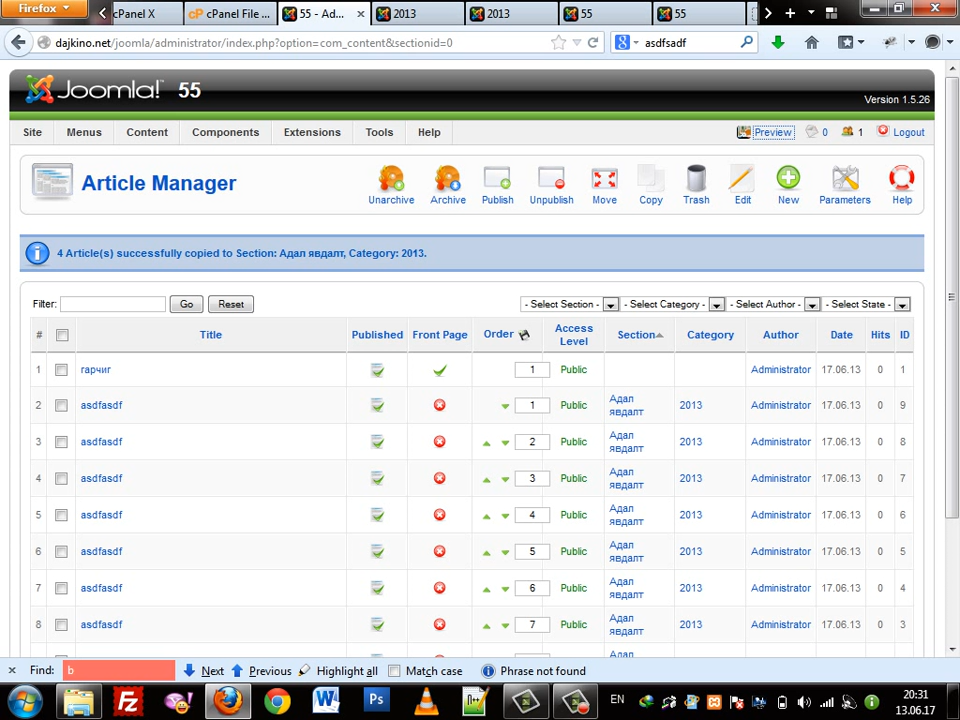 Firefox
cPanel X
cP cPanel File ...
55 - Ad...
2013
2013
55
55
dajkino.net/joomla/administrator/index.php?option=com_content&sectionid=0
asdfsadf
Joomla! 55
Version 1.5.26
Site Menus Content Components Extensions Tools Help
Preview 0 1 Logout
Article Manager
Unarchive Archive Publish Unpublish Move Copy Trash Edit New Parameters Help
4 Article(s) successfully copied to Section: Адал явдалт, Category: 2013.
Filter: Go Reset - Select Section - - Select Category - - Select Author - - Select State -
# Title Published Front Page Order Access Level Section Category Author Date Hits ID
1 гарчиг 1 Public Administrator 17.06.13 0 1
2 asdfasdf 1 Public Адал явдалт 2013 Administrator 17.06.13 0 9
3 asdfasdf 2 Public Адал явдалт 2013 Administrator 17.06.13 0 8
4 asdfasdf 3 Public Адал явдалт 2013 Administrator 17.06.13 0 7
5 asdfasdf 4 Public Адал явдалт 2013 Administrator 17.06.13 0 6
6 asdfasdf 5 Public Адал явдалт 2013 Administrator 17.06.13 0 5
7 asdfasdf 6 Public Адал явдалт 2013 Administrator 17.06.13 0 4
8 asdfasdf 7 Public Адал явдалт 2013 Administrator 17.06.13 0 3
Адал
Find: b Next Previous Highlight all Match case Phrase not found
EN
20:31
13.06.17